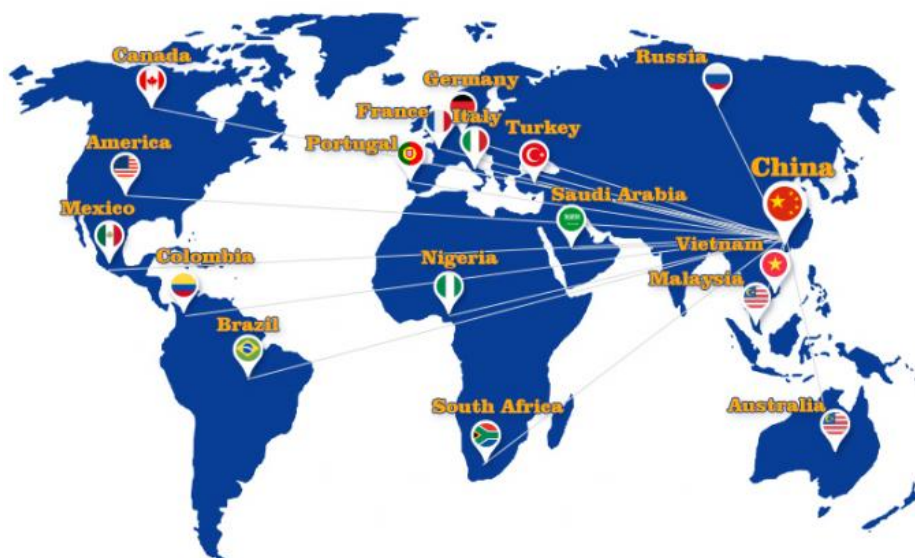 Canada
Russia
Germany
France
Italy
Turkey
Portugal
America
China
Saudi Arabia
Mexico
Vietnam
Colombia
Nigeria
Malaysia
Brazil
South Africa
Australia